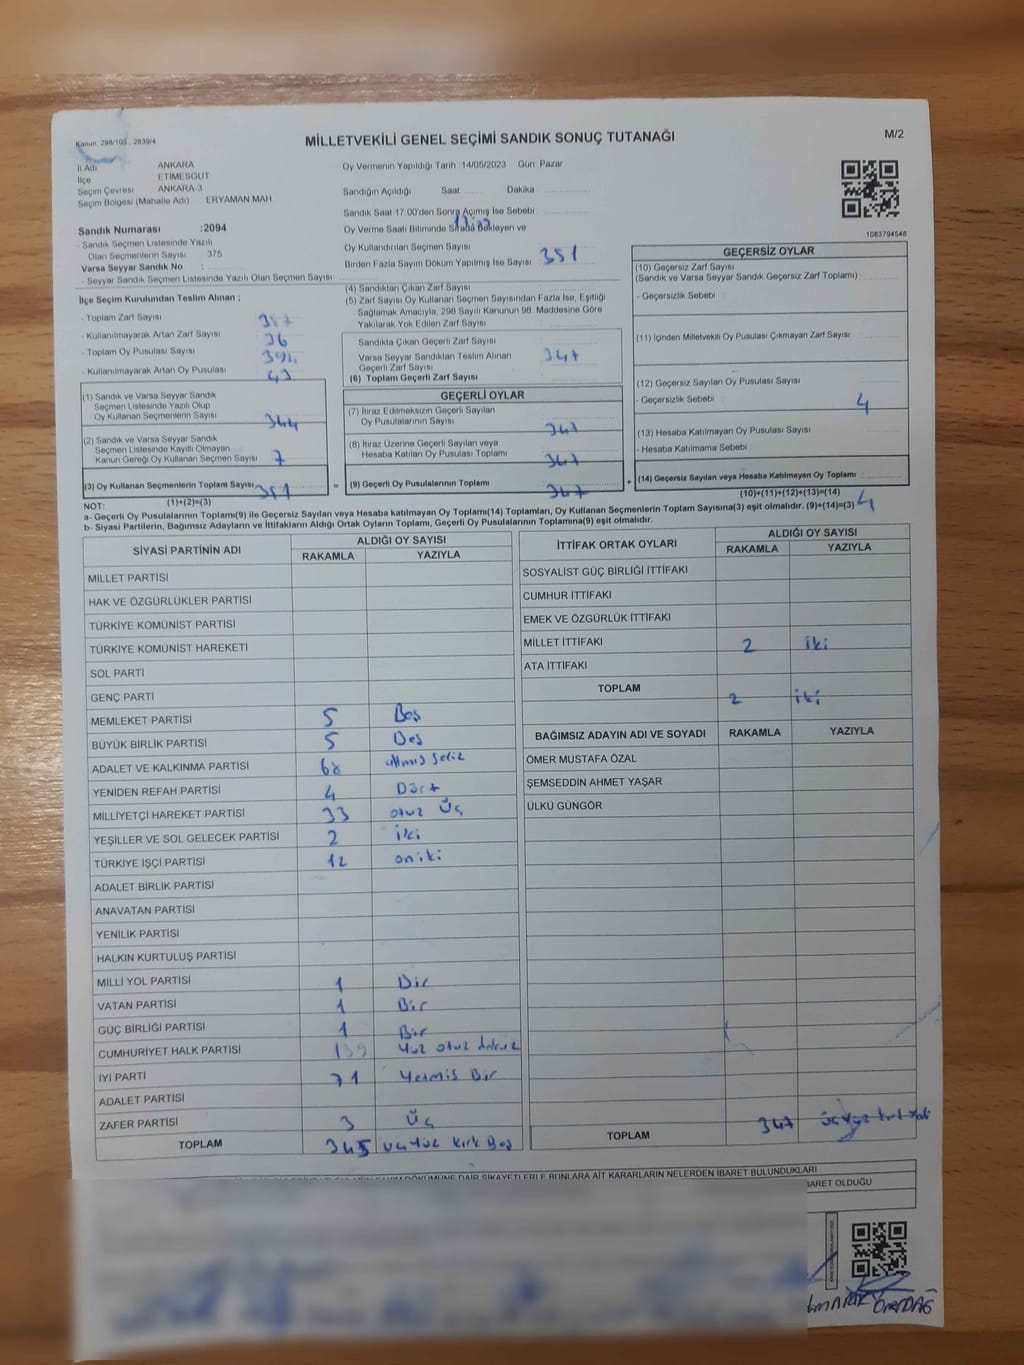 Kanun, 298/105 , 2839/4
MİLLETVEKİLİ GENEL SEÇİMİ SANDIK SONUÇ TUTANAĞI
M/2
İl Adı ANKARA
İlçe ETİMESGUT
Seçim Çevresi ANKARA-3
Seçim Bölgesi (Mahalle Adı) : ERYAMAN MAH
Oy Vermenin Yapıldığı Tarih 14/05/2023 Gün: Pazar
Sandığın Açıldığı Saat Dakika
Sandık Saat 17:00'den Sonra Açımış İse Sebebi
Oy Verme Saati Bitiminde Sırada Bekleyen ve
Oy Kullandırılan Seçmen Sayısı
Birden Fazla Sayım Döküm Yapılmış İse Sayısı
1083794548
Sandık Numarası :2094
- Sandık Seçmen Listesinde Yazılı
Olan Seçmenlerin Sayısı 375
Varsa Seyyar Sandık No :
- Seyyar Sandık Seçmen Listesinde Yazılı Olan Seçmen Sayısı :
İlçe Seçim Kurulundan Teslim Alınan ;
- Toplam Zarf Sayısı
- Kullanılmayarak Artan Zarf Sayısı 36
- Toplam Oy Pusulası Sayısı 394
- Kullanılmayarak Artan Oy Pusulası 43
(1) Sandık ve Varsa Seyyar Sandık
Seçmen Listesinde Yazılı Olup
Oy Kullanan Seçmenlerin Sayısı 344
(2) Sandık ve Varsa Seyyar Sandık
Seçmen Listesinde Kayıtlı Olmayan
Kanun Gereği Oy Kullanan Seçmen Sayısı 7
(3) Oy Kullanan Seçmenlerin Toplam Sayısı 351
(1)+(2)=(3)
(4) Sandıktan Çıkan Zarf Sayısı 351
(5) Zarf Sayısı Oy Kullanan Seçmen Sayısından Fazla İse, Eşitliği
Sağlamak Amacıyla, 298 Sayılı Kanunun 98. Maddesine Göre
Yakılarak Yok Edilen Zarf Sayısı
Sandıkta Çıkan Geçerli Zarf Sayısı
Varsa Seyyar Sandıktan Teslim Alınan
Geçerli Zarf Sayısı
(6) Toplam Geçerli Zarf Sayısı 347
GEÇERLİ OYLAR
(7) İtiraz Edilmeksizin Geçerli Sayılan
Oy Pusulalarının Sayısı 347
(8) İtiraz Üzerine Geçerli Sayılan veya
Hesaba Katılan Oy Pusulası Toplamı 347
(9) Geçerli Oy Pusulalarının Toplamı 347
GEÇERSİZ OYLAR
(10) Geçersiz Zarf Sayısı
(Sandık ve Varsa Seyyar Sandık Geçersiz Zarf Toplamı)
- Geçersizlik Sebebi
(11) İçinden Milletvekili Oy Pusulası Çıkmayan Zarf Sayısı
(12) Geçersiz Sayılan Oy Pusulası Sayısı
- Geçersizlik Sebebi 4
(13) Hesaba Katılmayan Oy Pusulası Sayısı
- Hesaba Katılmama Sebebi
(14) Geçersiz Sayılan veya Hesaba Katılmayan Oy Toplamı
(10)+(11)+(12)+(13)=(14) 4
NOT:
a- Geçerli Oy Pusulalarının Toplamı(9) ile Geçersiz Sayılan veya Hesaba katılmayan Oy Toplamı(14) Toplamları, Oy Kullanan Seçmenlerin Toplam Sayısına(3) eşit olmalıdır. (9)+(14)=(3)
b- Siyasi Partilerin, Bağımsız Adayların ve İttifakların Aldığı Ortak Oyların Toplamı, Geçerli Oy Pusulalarının Toplamına(9) eşit olmalıdır.
SİYASİ PARTİNİN ADI ALDIĞI OY SAYISI
RAKAMLA YAZIYLA
MİLLET PARTİSİ
HAK VE ÖZGÜRLÜKLER PARTİSİ
TÜRKİYE KOMÜNİST PARTİSİ
TÜRKİYE KOMÜNİST HAREKETİ
SOL PARTİ
GENÇ PARTİ
MEMLEKET PARTİSİ 5 Beş
BÜYÜK BİRLİK PARTİSİ 5 Beş
ADALET VE KALKINMA PARTİSİ 68 Altmış Sekiz
YENİDEN REFAH PARTİSİ 4 Dört
MİLLİYETÇİ HAREKET PARTİSİ 33 otuz Üç
YEŞİLLER VE SOL GELECEK PARTİSİ 2 iki
TÜRKİYE İŞÇİ PARTİSİ 12 oniki
ADALET BİRLİK PARTİSİ
ANAVATAN PARTİSİ
YENİLİK PARTİSİ
HALKIN KURTULUŞ PARTİSİ
MİLLİ YOL PARTİSİ 1 Bir
VATAN PARTİSİ 1 Bir
GÜÇ BİRLİĞİ PARTİSİ 1 Bir
CUMHURİYET HALK PARTİSİ 139 Yüz otuz dokuz
İYİ PARTİ 71 Yetmiş Bir
ADALET PARTİSİ
ZAFER PARTİSİ 3 Üç
TOPLAM 345 Üç Yüz Kırk Beş
İTTİFAK ORTAK OYLARI ALDIĞI OY SAYISI
RAKAMLA YAZIYLA
SOSYALİST GÜÇ BİRLİĞİ İTTİFAKI
CUMHUR İTTİFAKI
EMEK VE ÖZGÜRLÜK İTTİFAKI
MİLLET İTTİFAKI 2 iki
ATA İTTİFAKI
TOPLAM 2 iki
BAĞIMSIZ ADAYIN ADI VE SOYADI RAKAMLA YAZIYLA
ÖMER MUSTAFA ÖZAL
ŞEMSEDDİN AHMET YAŞAR
ÜLKÜ GÜNGÖR
TOPLAM 347 üç Yüz kırk Yedi
DÖKÜMÜNE DAİR ŞİKAYETLERLE BUNLARA AİT KARARLARIN NELERDEN İBARET BULUNDUKLARI
BARET OLDUĞU